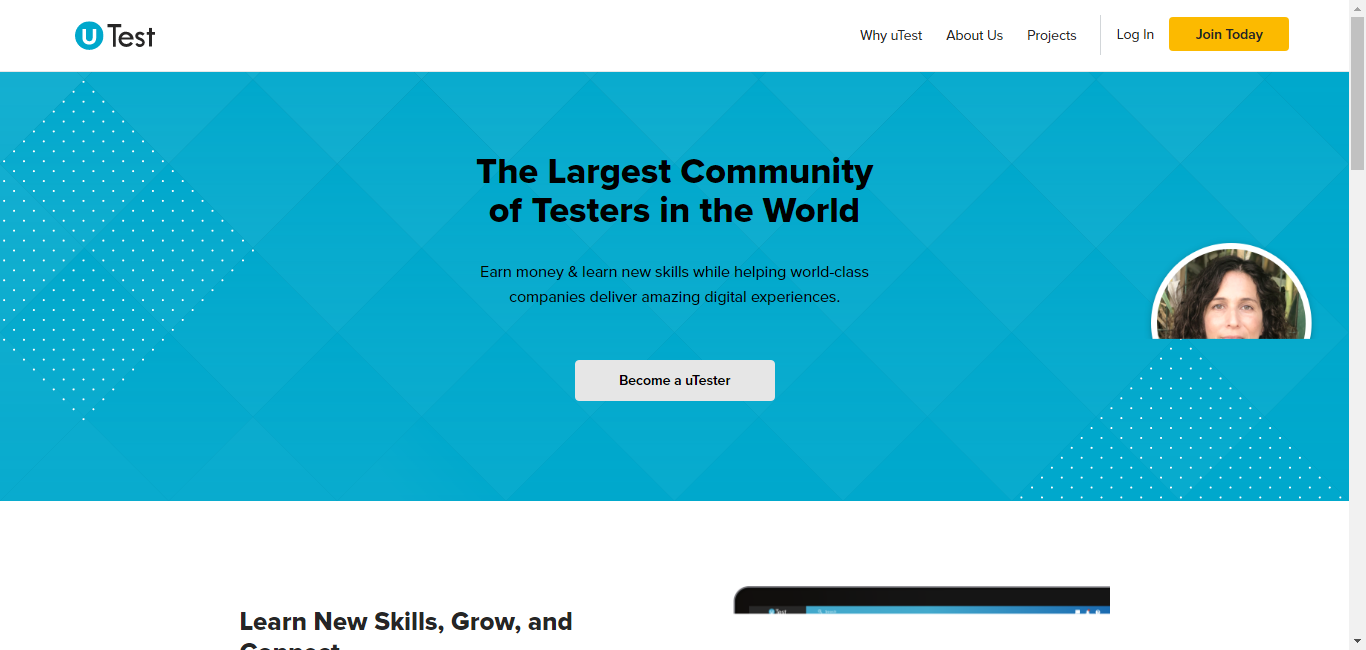 uTest
Why uTest
About Us
Projects
Log In
Join Today
The Largest Community
of Testers in the World
Earn money & learn new skills while helping world-class
companies deliver amazing digital experiences.
Become a uTester
Learn New Skills, Grow, and
Connect